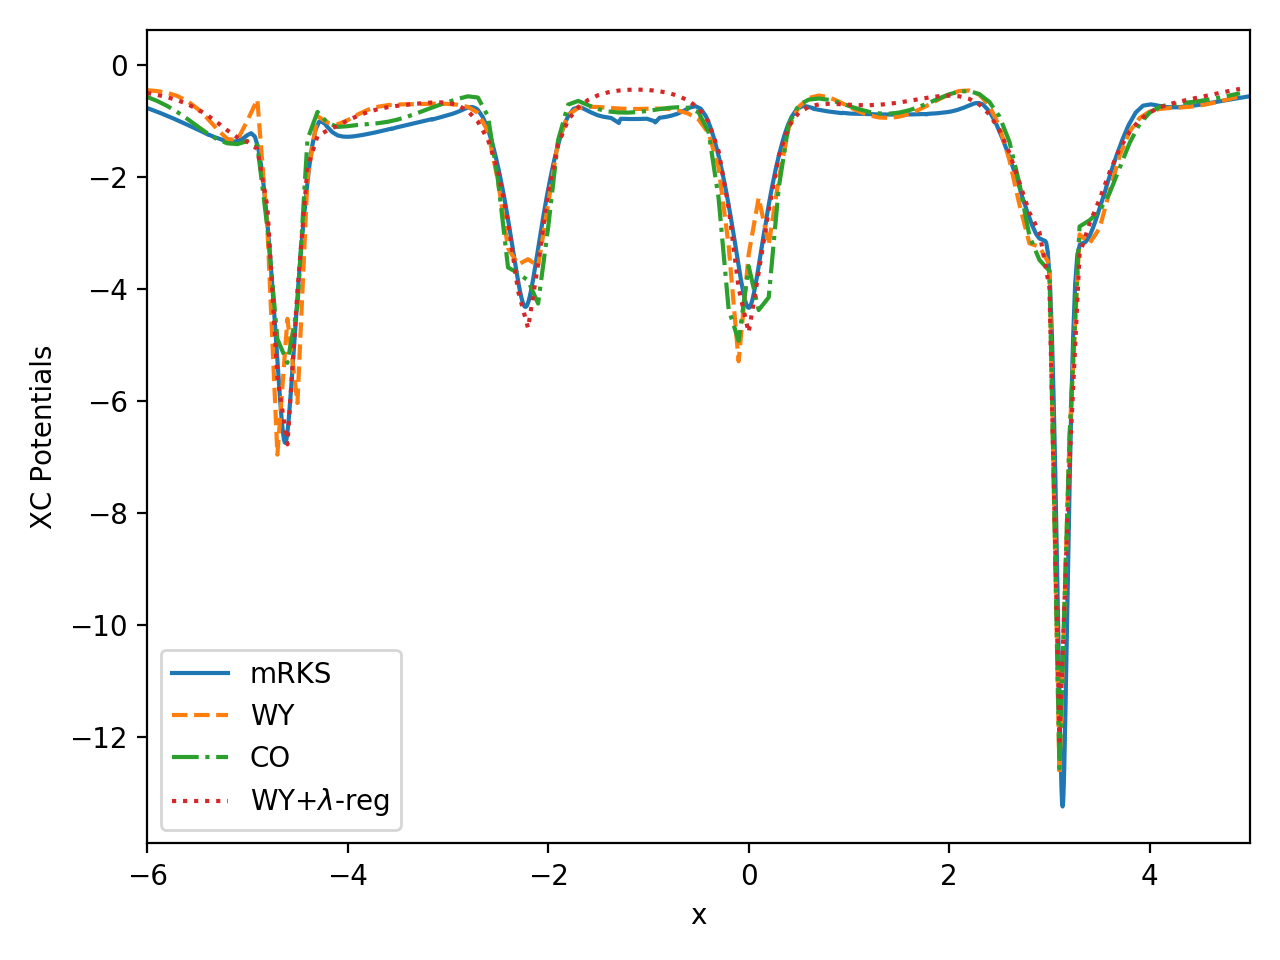 0
−2
−4
−6
−8
−10
−12
XC Potentials
mRKS
WY
CO
WY+λ-reg
−6
−4
−2
0
2
4
x